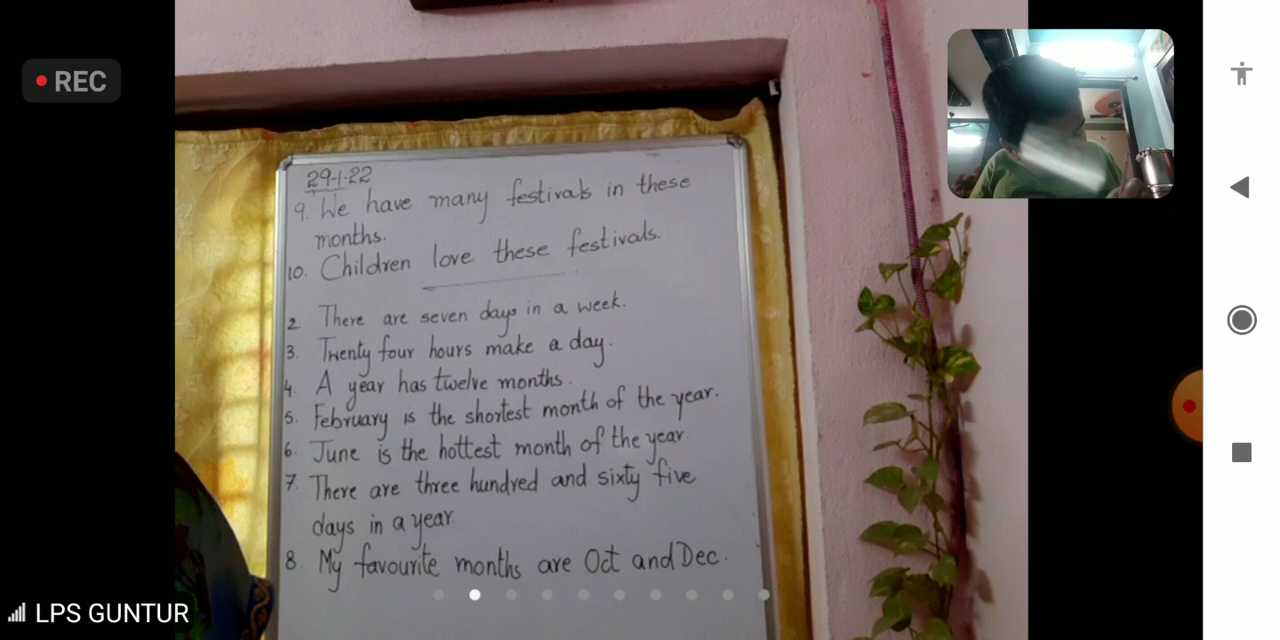 REC
29-1-22
9. We have many festivals in these
months.
10. Children love these festivals.
2. There are seven days in a week.
3. Twenty four hours make a day.
4. A year has twelve months.
5. February is the shortest month of the year.
6. June is the hottest month of the year.
7. There are three hundred and sixty five
days in a year.
8. My favourite months are Oct and Dec.
LPS GUNTUR